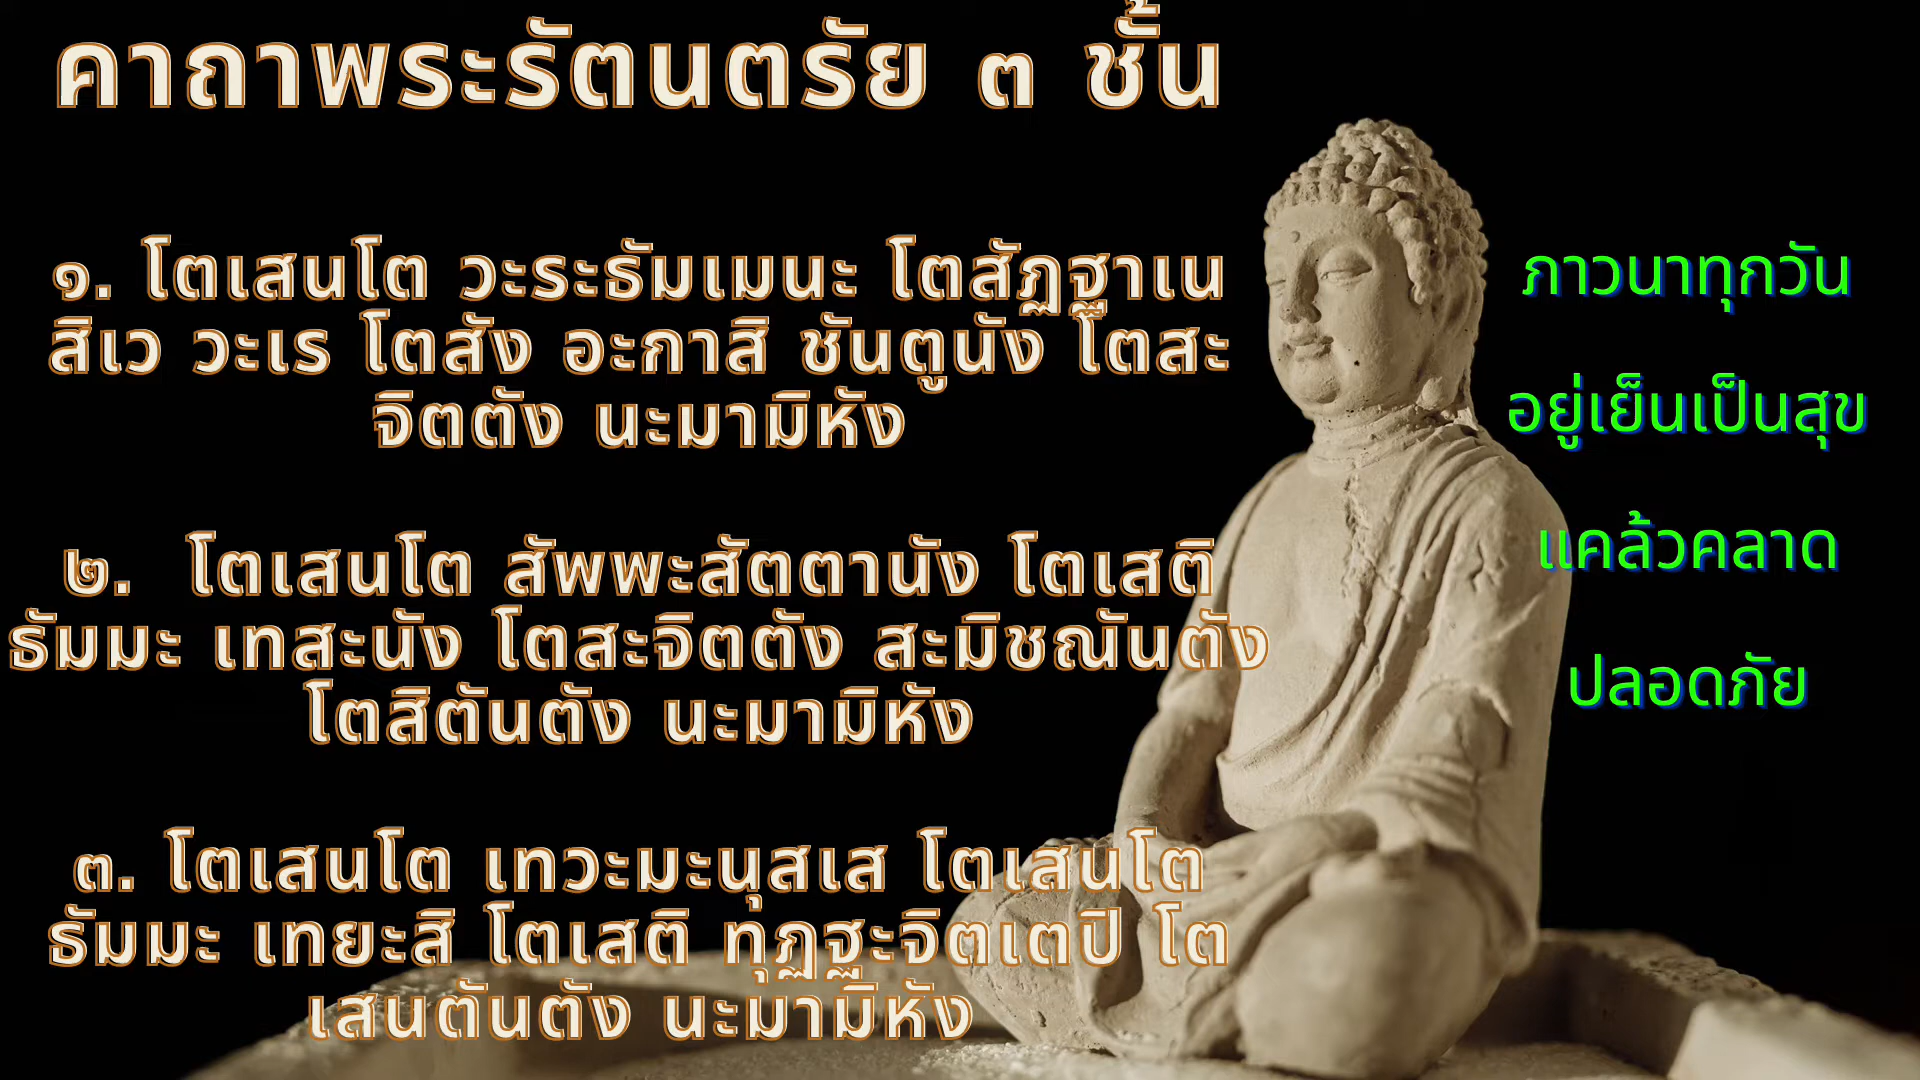 คาถาพระรัตนตรัย ๓ ชั้น
๑. โตเสนโต วะระธัมเมนะ โตสัฏฐาเน
สิเว วะเร โตสัง อะกาสิ ชันตูนัง โตสะ
จิตตัง นะมามิหัง
๒. โตเสนโต สัพพะสัตตานัง โตเสติ
ธัมมะ เทสะนัง โตสะจิตตัง สะมิชฌันตัง
โตสิตันตัง นะมามิหัง
๓. โตเสนโต เทวะมะนุสเส โตเสนโต
ธัมมะ เทยะสิ โตเสติ ทุฏฐะจิตเตปิ โต
เสนตันตัง นะมามิหัง
ภาวนาทุกวัน
อยู่เย็นเป็นสุข
แคล้วคลาด
ปลอดภัย